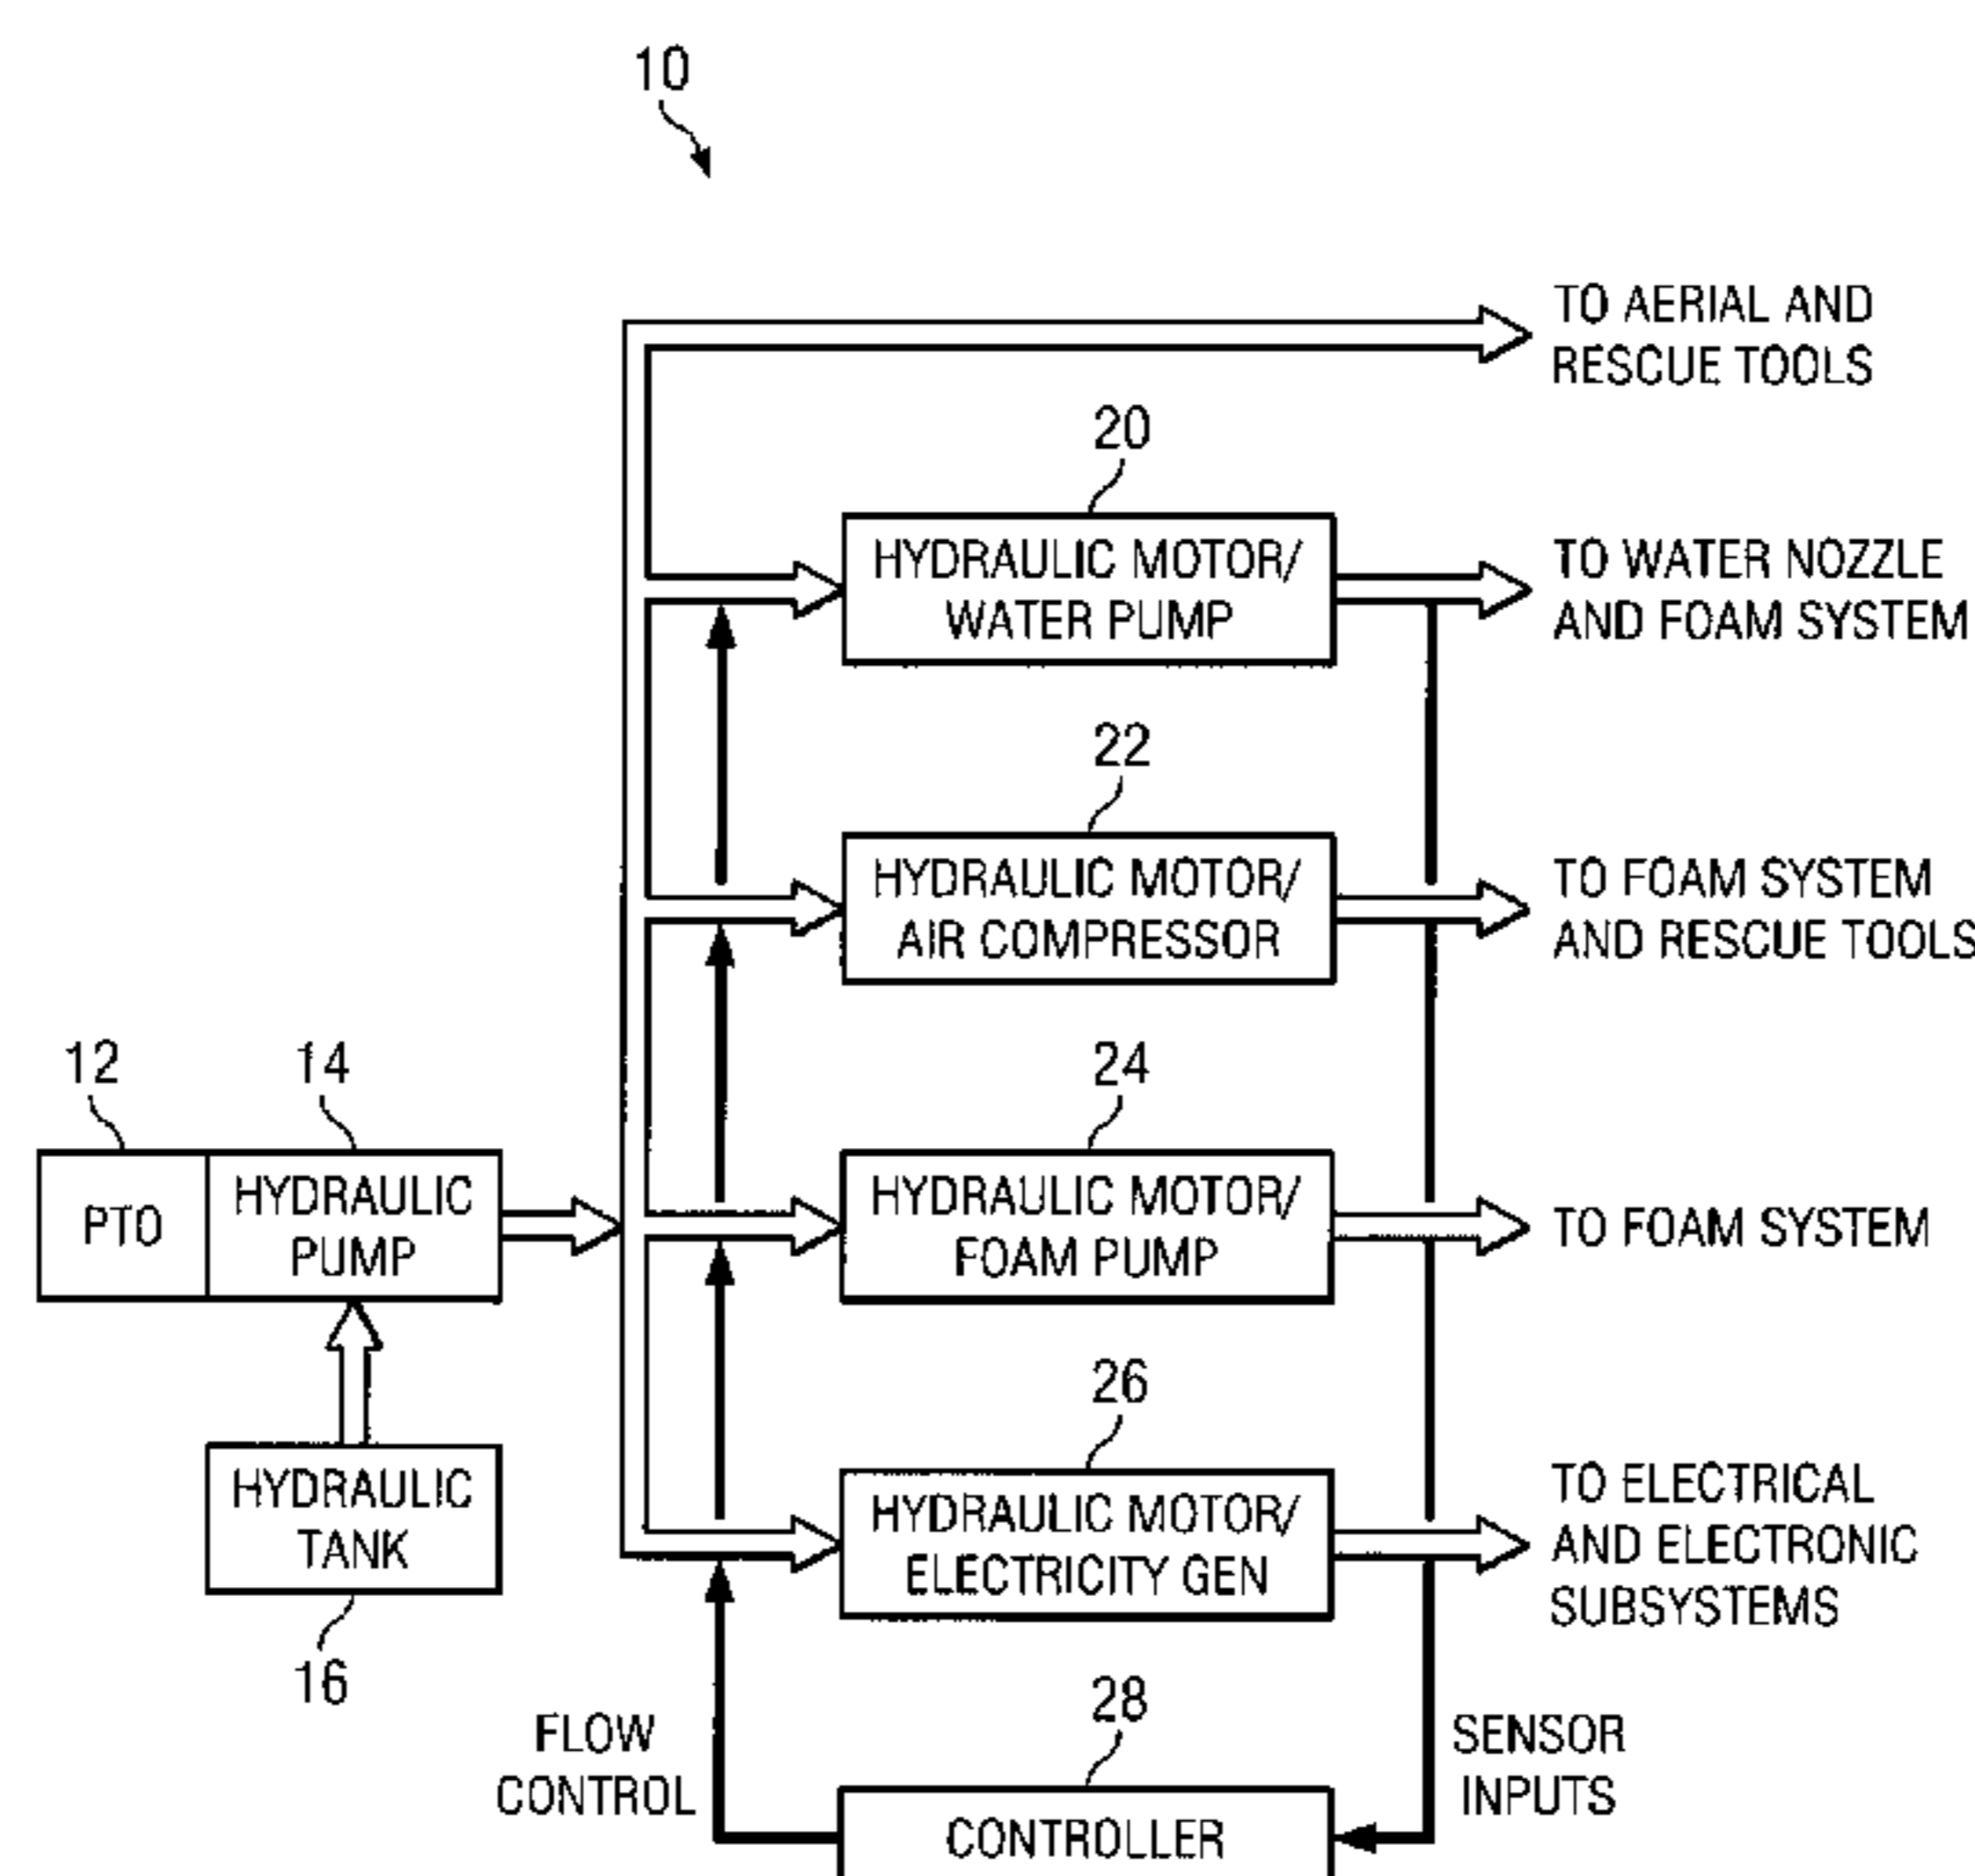 10
TO AERIAL AND
RESCUE TOOLS
20
HYDRAULIC MOTOR/
WATER PUMP
TO WATER NOZZLE
AND FOAM SYSTEM
22
HYDRAULIC MOTOR/
AIR COMPRESSOR
TO FOAM SYSTEM
AND RESCUE TOOLS
12
14
24
PTO
HYDRAULIC
PUMP
HYDRAULIC MOTOR/
FOAM PUMP
TO FOAM SYSTEM
26
HYDRAULIC
TANK
HYDRAULIC MOTOR/
ELECTRICITY GEN
TO ELECTRICAL
AND ELECTRONIC
SUBSYSTEMS
16
28
FLOW
CONTROL
SENSOR
INPUTS
CONTROLLER